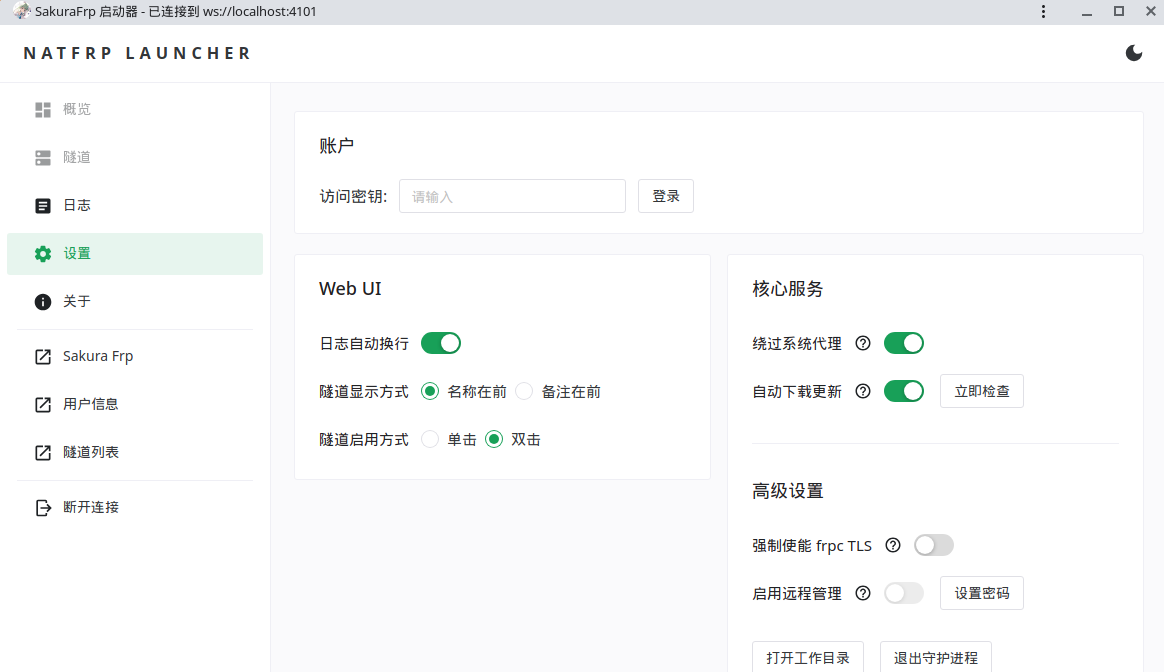 SakuraFrp 启动器 - 已连接到 ws://localhost:4101
NATFRP LAUNCHER
概览
隧道
日志
设置
关于
Sakura Frp
用户信息
隧道列表
断开连接
账户
访问密钥: 请输入 登录
Web UI
日志自动换行
隧道显示方式 名称在前 备注在前
隧道启用方式 单击 双击
核心服务
绕过系统代理
自动下载更新 立即检查
高级设置
强制使能 frpc TLS
启用远程管理 设置密码
打开工作目录 退出守护进程